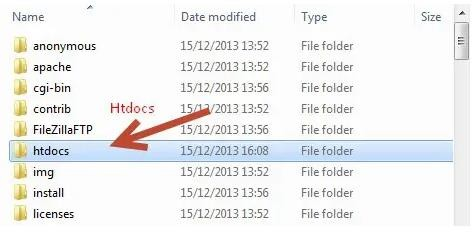 Name Date modified Type Size
anonymous 15/12/2013 13:52 File folder
apache 15/12/2013 13:52 File folder
cgi-bin 15/12/2013 13:56 File folder
contrib 15/12/2013 13:52 File folder
Htdocs
FileZillaFTP 15/12/2013 13:56 File folder
htdocs 15/12/2013 16:08 File folder
img 15/12/2013 13:52 File folder
install 15/12/2013 13:56 File folder
licenses 15/12/2013 13:52 File folder